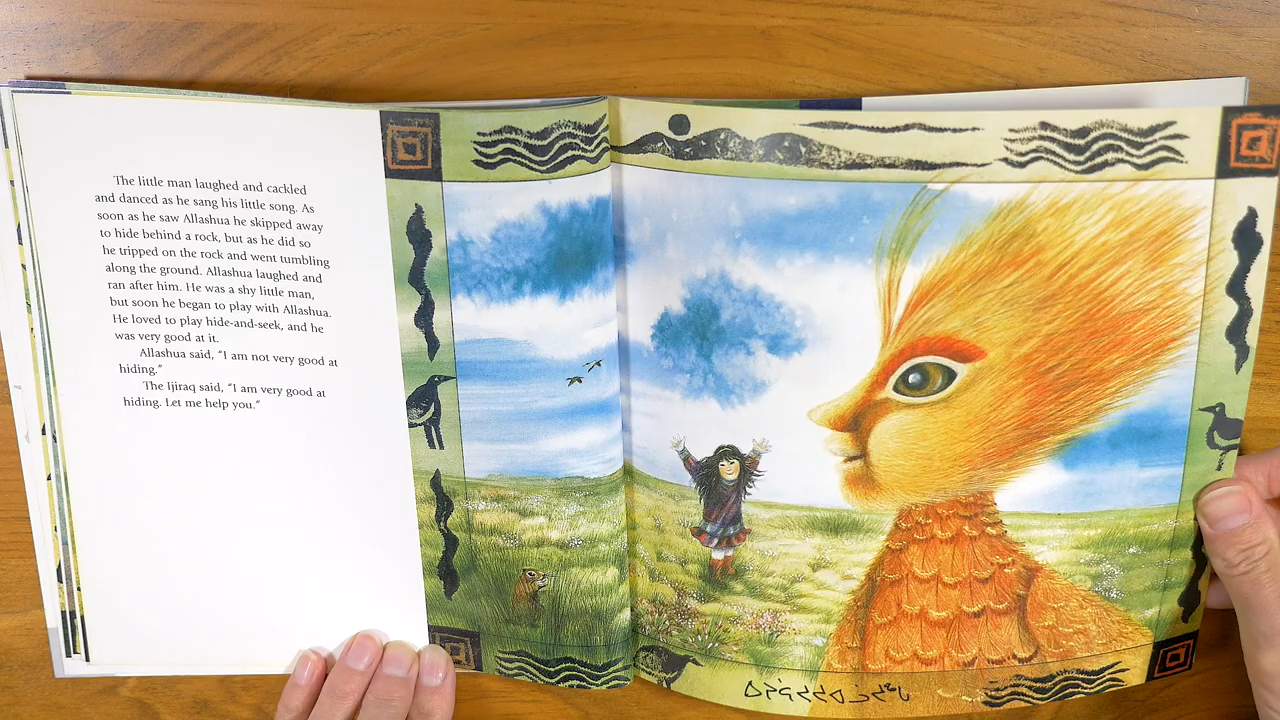 The little man laughed and cackled
and danced as he sang his little song. As
soon as he saw Allashua he skipped away
to hide behind a rock, but as he did so
he tripped on the rock and went tumbling
along the ground. Allashua laughed and
ran after him. He was a shy little man,
but soon he began to play with Allashua.
He loved to play hide-and-seek, and he
was very good at it.
Allashua said, “I am not very good at
hiding.”
The Ijiraq said, “I am very good at
hiding. Let me help you.”